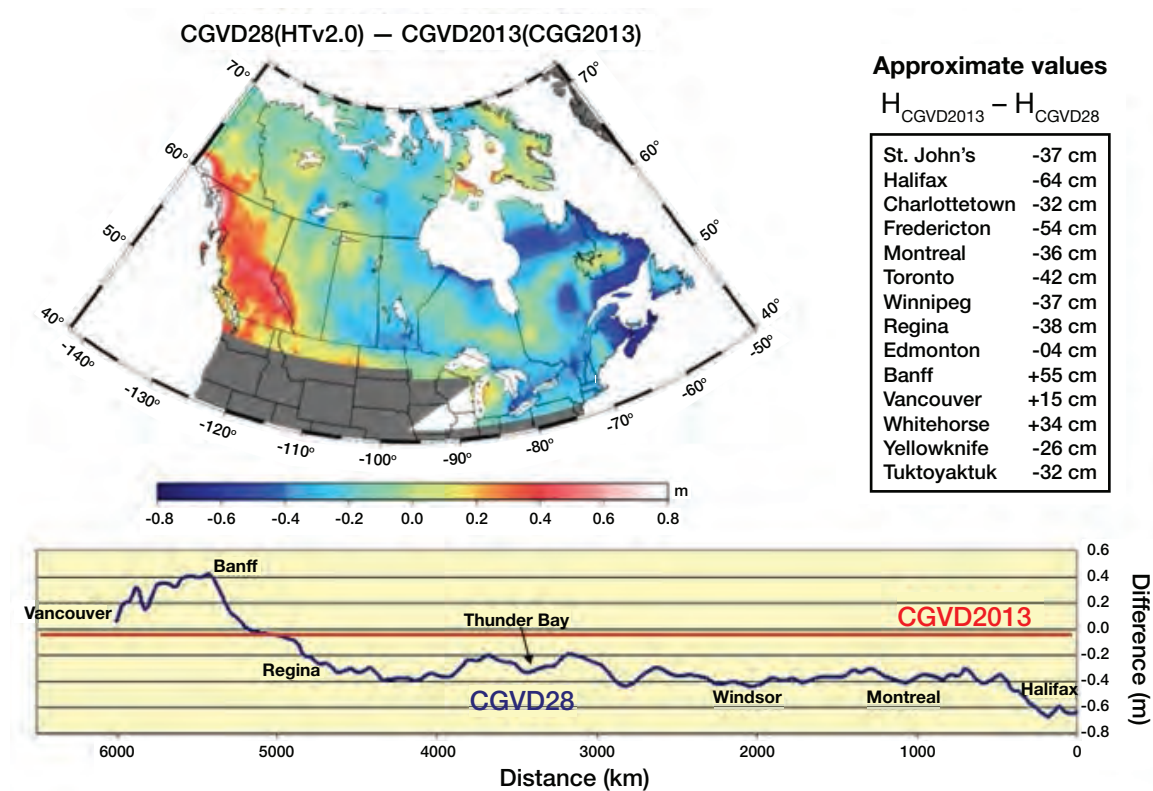 CGVD28(HTv2.0) — CGVD2013(CGG2013)
70°
70°
60°
60°
50°
50°
40°
40°
-140°
-130°
-120°
-110°
-100°
-90°
-80°
-70°
-60°
-50°
m
-0.8 -0.6 -0.4 -0.2 0.0 0.2 0.4 0.6 0.8
Approximate values
H CGVD2013 – H CGVD28
St. John's -37 cm
Halifax -64 cm
Charlottetown -32 cm
Fredericton -54 cm
Montreal -36 cm
Toronto -42 cm
Winnipeg -37 cm
Regina -38 cm
Edmonton -04 cm
Banff +55 cm
Vancouver +15 cm
Whitehorse +34 cm
Yellowknife -26 cm
Tuktoyaktuk -32 cm
Vancouver
Banff
Regina
Thunder Bay
CGVD28
CGVD2013
Windsor
Montreal
Halifax
0.6
0.4
0.2
0.0
-0.2
-0.4
-0.6
-0.8
Difference (m)
6000 5000 4000 3000 2000 1000 0
Distance (km)